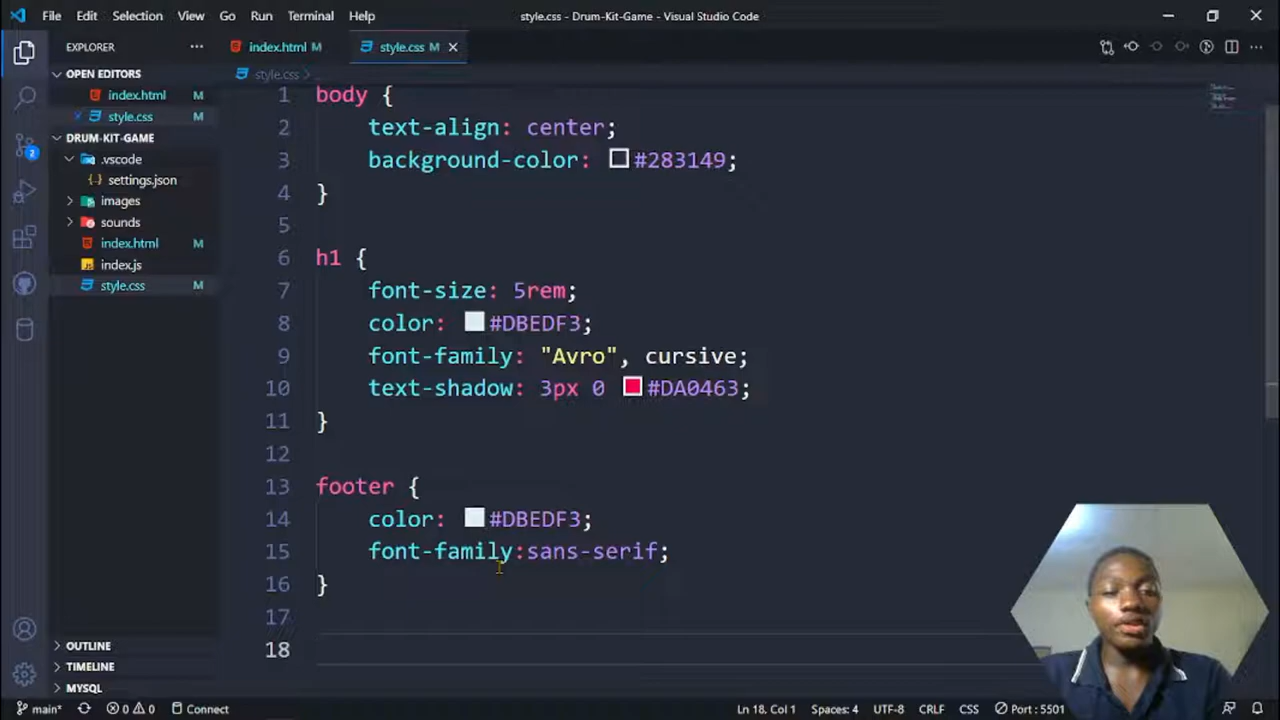 File Edit Selection View Go Run Terminal Help style.css - Drum-Kit-Game - Visual Studio Code
EXPLORER
OPEN EDITORS
index.html M
style.css M
DRUM-KIT-GAME
.vscode
settings.json
images
sounds
index.html M
index.js
style.css M
OUTLINE
TIMELINE
MYSQL
2
index.html M style.css M
style.css
1 body {
2 text-align: center;
3 background-color: #283149;
4 }
5
6 h1 {
7 font-size: 5rem;
8 color: #DBEDF3;
9 font-family: "Avro", cursive;
10 text-shadow: 3px 0 #DA0463;
11 }
12
13 footer {
14 color: #DBEDF3;
15 font-family:sans-serif;
16 }
17
18
main* 0 0 Connect Ln 18, Col 1 Spaces: 4 UTF-8 CRLF CSS Port : 5501